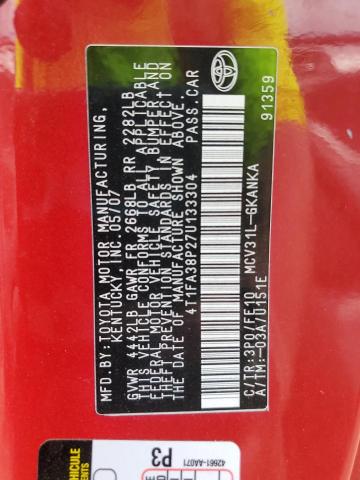 MFD.BY:TOYOTA MOTOR MANUFACTURING,
KENTUCKY, INC. 05/07
GVWR 4442LB GAWR FR 2668LB RR 2282LB
THIS VEHICLE CONFORMS TO ALL APPLICABLE
FEDERAL MOTOR VEHICLE SAFETY, BUMPER AND
THEFT PREVENTION STANDARDS IN EFFECT ON
THE DATE OF MANUFACTURE SHOWN ABOVE.
4T1FA38P27U133304 PASS.CAR
C/TR:3P0/FE10 MCV31L-GKANKA
A/TM:-03A/U151E
91359
TOYOTA
42661-AA071
P3